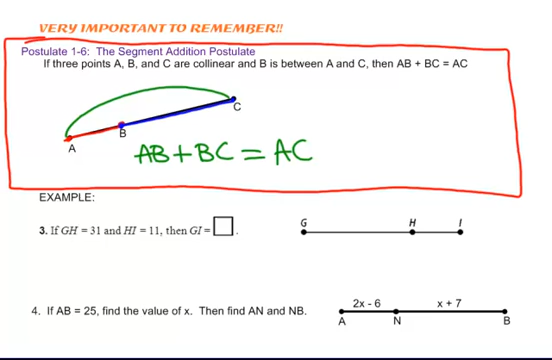 VERY IMPORTANT TO REMEMBER!!
Postulate 1-6: The Segment Addition Postulate
If three points A, B, and C are collinear and B is between A and C, then AB + BC = AC
C
B
A
AB + BC = AC
EXAMPLE:
G H I
3. If GH = 31 and HI = 11, then GI = .
2x - 6 x + 7
4. If AB = 25, find the value of x. Then find AN and NB.
A N B